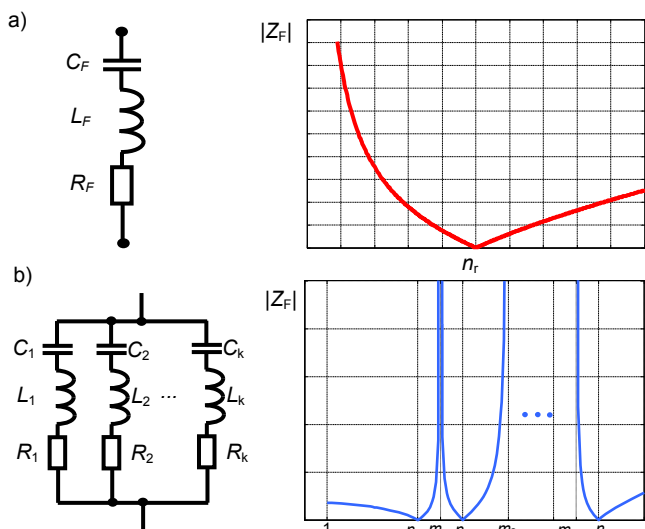 a)
C_F
L_F
R_F
|Z_F|
n_r
b)
C_1 C_2 C_k
L_1 L_2 ... L_k
R_1 R_2 R_k
|Z_F|
1